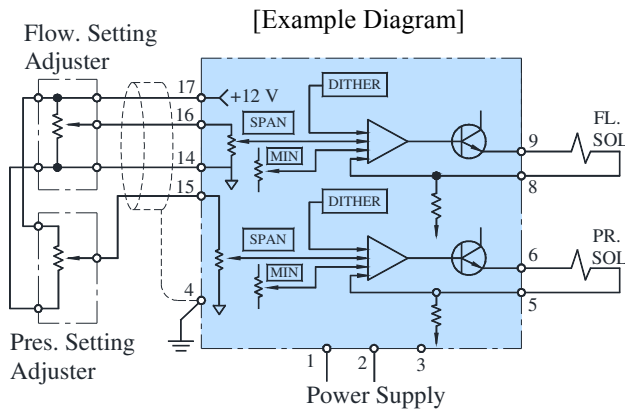 [Example Diagram]
Flow. Setting
Adjuster
17
+12 V
DITHER
16
SPAN
MIN
14
9
FL.
SOL
8
15
DITHER
SPAN
MIN
6
PR.
SOL
5
4
Pres. Setting
Adjuster
1
2
3
Power Supply